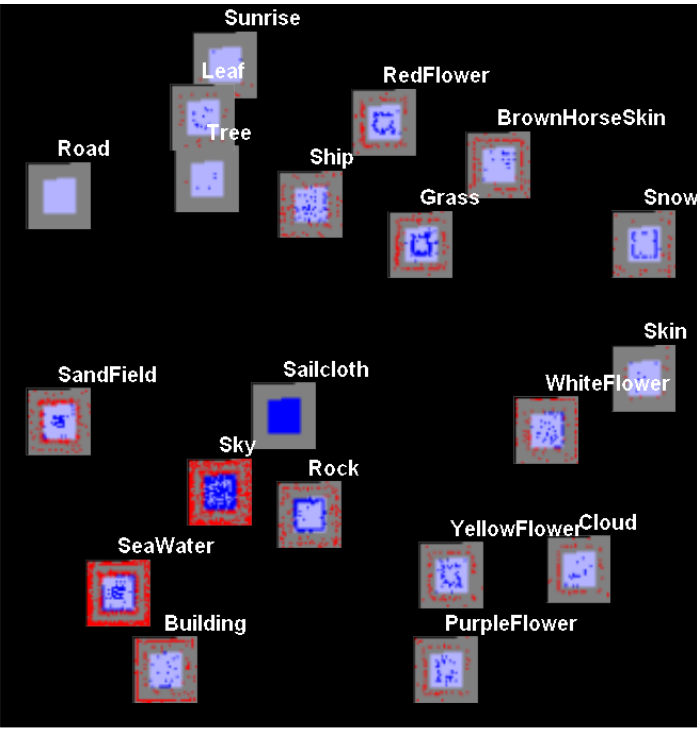 Sunrise
Leaf
RedFlower
BrownHorseSkin
Tree
Road
Ship
Grass
Snow
Skin
Sailcloth
SandField
WhiteFlower
Sky
Rock
YellowFlower
Cloud
SeaWater
Building
PurpleFlower